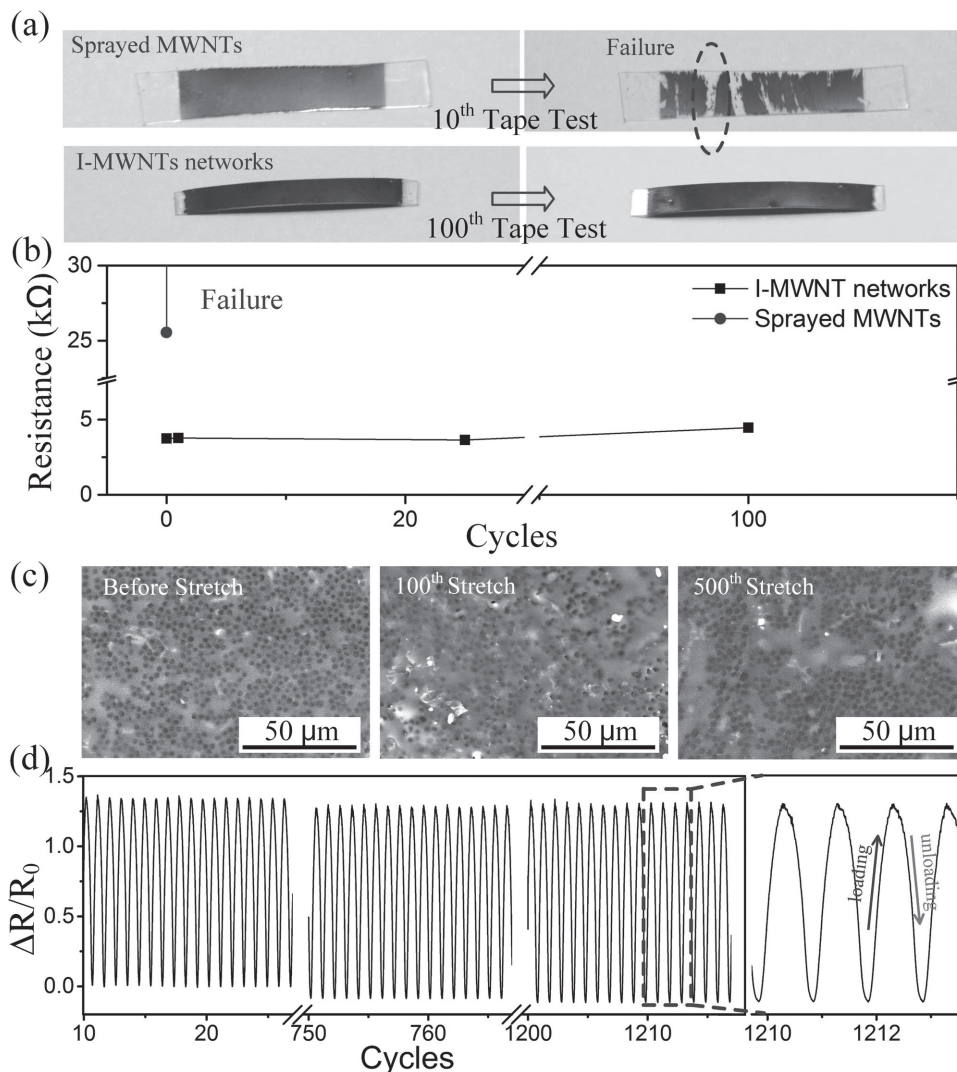 (a)
Sprayed MWNTs
Failure
10th Tape Test
I-MWNTs networks
100th Tape Test
(b)
30
25
5
0
Resistance (kΩ)
Failure
I-MWNT networks
Sprayed MWNTs
0
20
100
Cycles
(c)
Before Stretch
50 μm
100th Stretch
50 μm
500th Stretch
50 μm
(d)
1.5
1.0
0.5
0.0
ΔR/R0
loading
unloading
10
20
750
760
1200
1210
1210
1212
Cycles